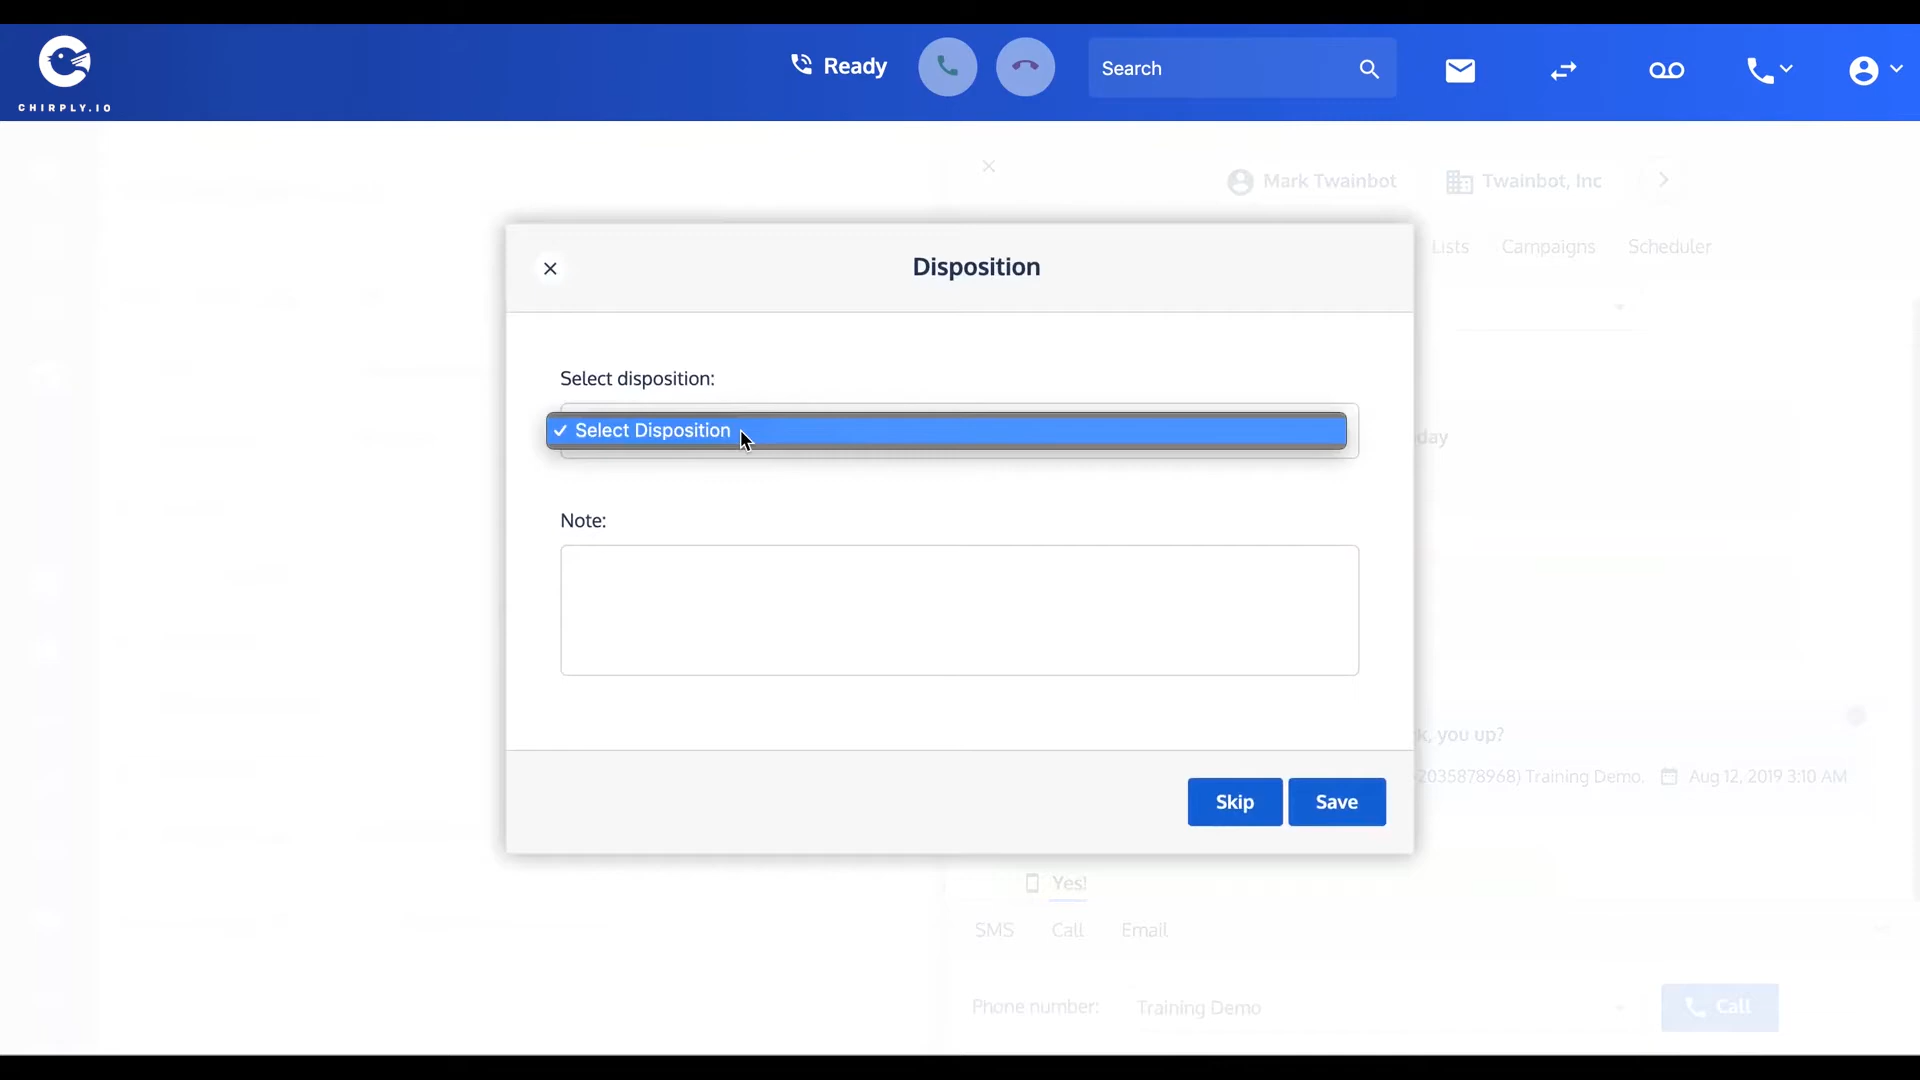 Ready
Search
CHIRPLY.IO
Mark Twainbot
Twainbot, Inc
Disposition
Lists
Campaigns
Scheduler
Select disposition:
Select Disposition
day
Note:
k, you up?
2035878968) Training Demo.
Aug 12, 2019 3:10 AM
Skip
Save
Yes!
SMS
Call
Email
Phone number:
Training Demo
Call